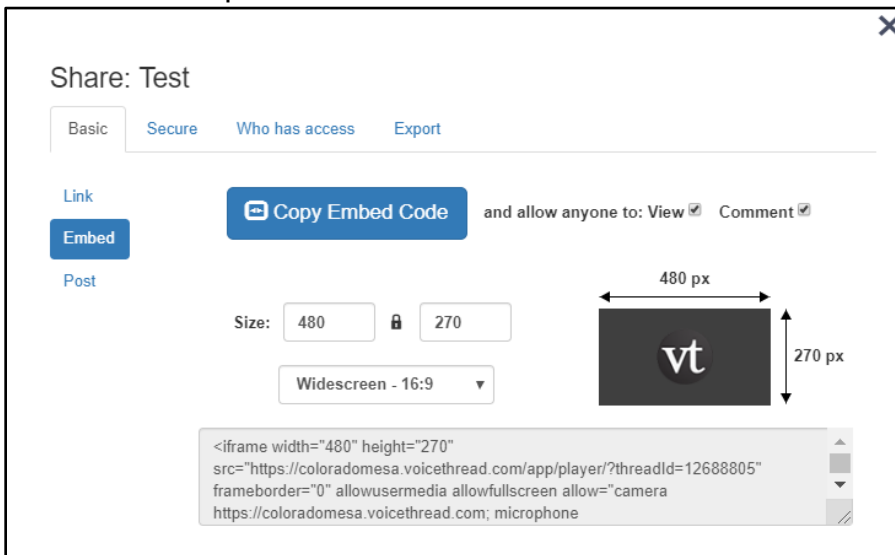 Share: Test
Basic Secure Who has access Export
Link
Copy Embed Code and allow anyone to: View Comment
Embed
Post
480 px
Size: 480 270
vt
270 px
Widescreen - 16:9
<iframe width="480" height="270"
src="https://coloradomesa.voicethread.com/app/player/?threadId=12688805"
frameborder="0" allowusermedia allowfullscreen allow="camera
https://coloradomesa.voicethread.com; microphone